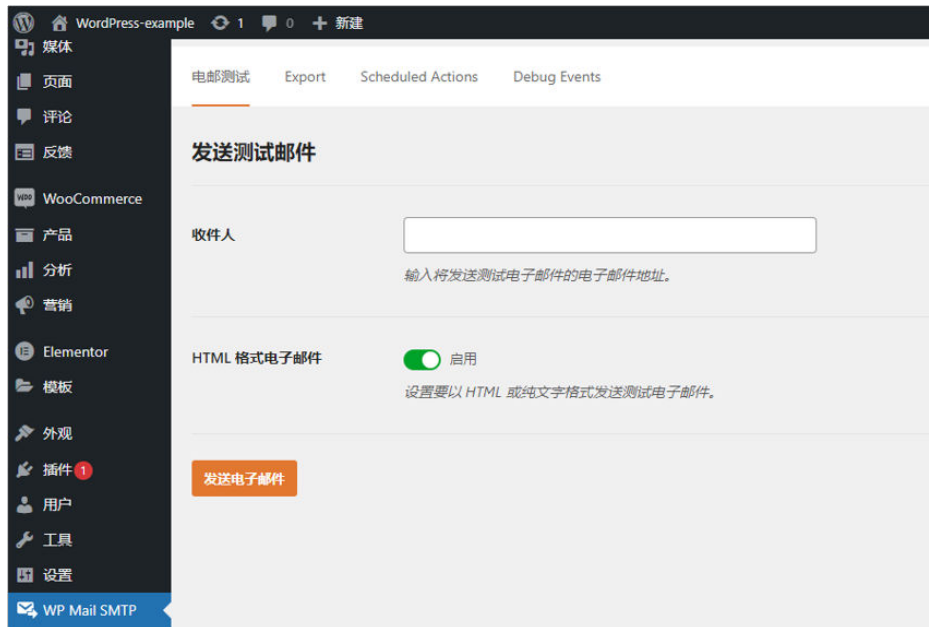 WordPress-example 1 0 新建
媒体
页面
评论
反馈
WOO WooCommerce
产品
分析
营销
Elementor
模板
外观
插件 1
用户
工具
设置
WP Mail SMTP
电邮测试 Export Scheduled Actions Debug Events
发送测试邮件
收件人
输入将发送测试电子邮件的电子邮件地址。
HTML 格式电子邮件 启用
设置要以 HTML 或纯文字格式发送测试电子邮件。
发送电子邮件